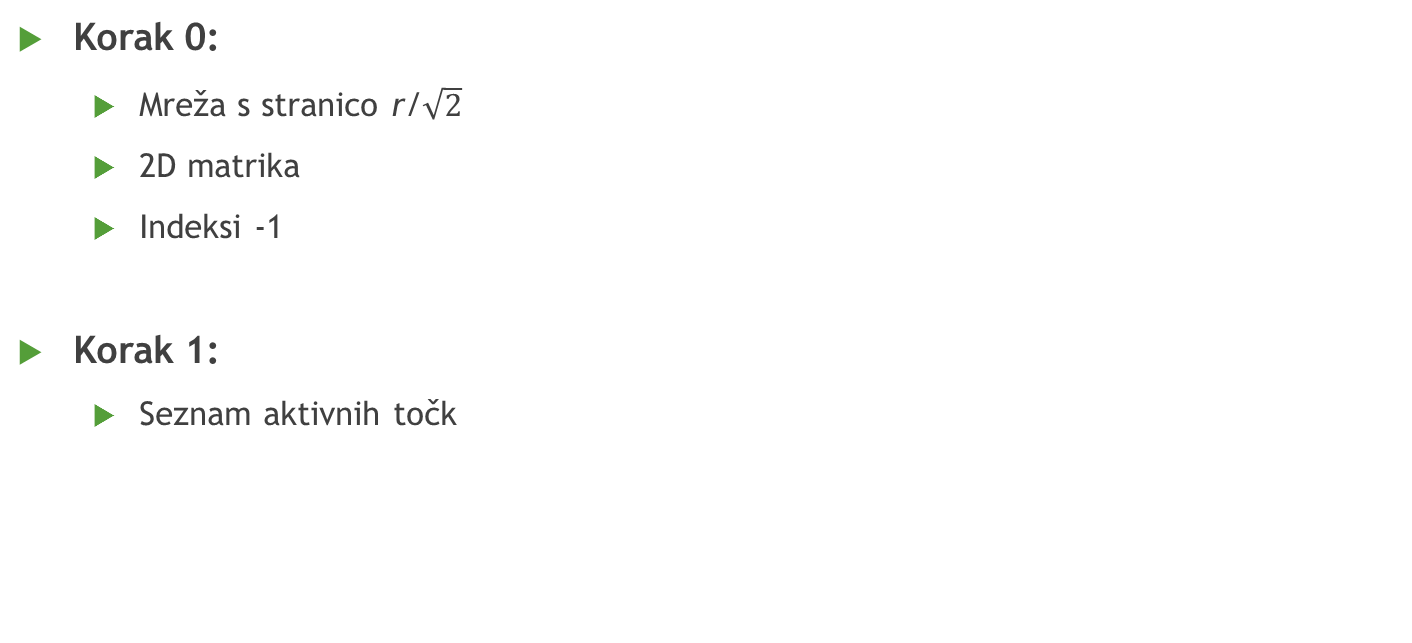 Korak 0:
Mreža s stranico r/√2
2D matrika
Indeksi -1
Korak 1:
Seznam aktivnih točk